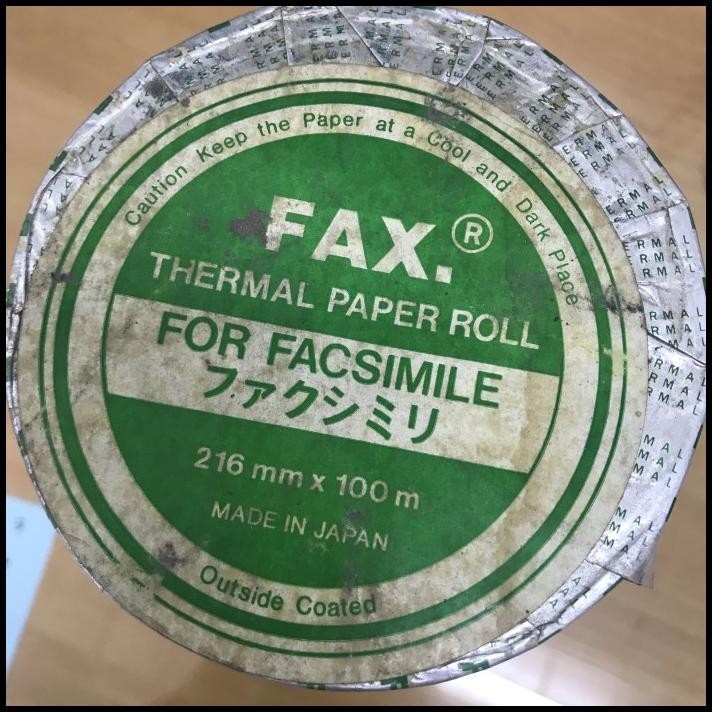 Caution Keep the Paper at a Cool and Dark Place
FAX.®
THERMAL PAPER ROLL
FOR FACSIMILE
ファクシミリ
216 mm x 100 m
MADE IN JAPAN
Outside Coated